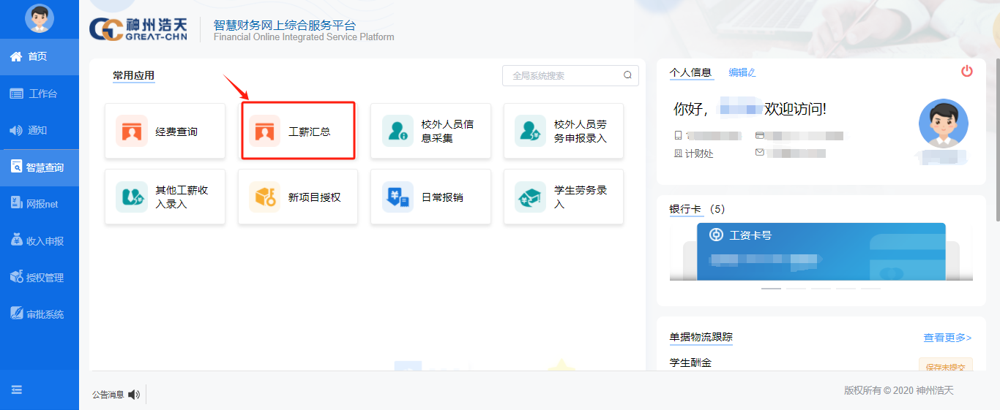 神州浩天
GREAT-CHN
智慧财务网上综合服务平台
Financial Online Integrated Service Platform
首页
工作台
通知
智慧查询
网报net
收入申报
授权管理
审批系统
常用应用
全局系统搜索
经费查询
工薪汇总
校外人员信
息采集
校外人员劳
务申报录入
其他工薪收
入录入
新项目授权
日常报销
学生劳务录
入
个人信息
编辑
你好,
欢迎访问!
计财处
银行卡 (5)
工资卡号
单据物流跟踪
查看更多>
学生酬金
保存未提交
公告消息
版权所有 © 2020 神州浩天